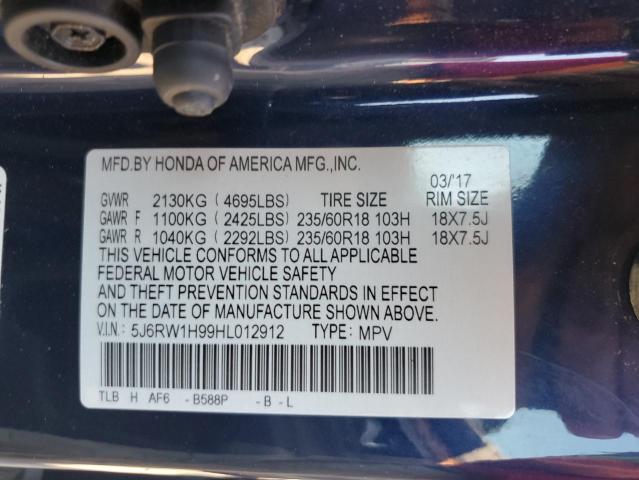 MFD.BY HONDA OF AMERICA MFG.,INC.
03/'17
GVWR 2130KG ( 4695LBS) TIRE SIZE RIM SIZE
GAWR F 1100KG ( 2425LBS) 235/60R18 103H 18X7.5J
GAWR R 1040KG ( 2292LBS) 235/60R18 103H 18X7.5J
THIS VEHICLE CONFORMS TO ALL APPLICABLE
FEDERAL MOTOR VEHICLE SAFETY
AND THEFT PREVENTION STANDARDS IN EFFECT
ON THE DATE OF MANUFACTURE SHOWN ABOVE.
V.I.N.: 5J6RW1H99HL012912 TYPE: MPV
TLB H AF6 -B588P -B-L